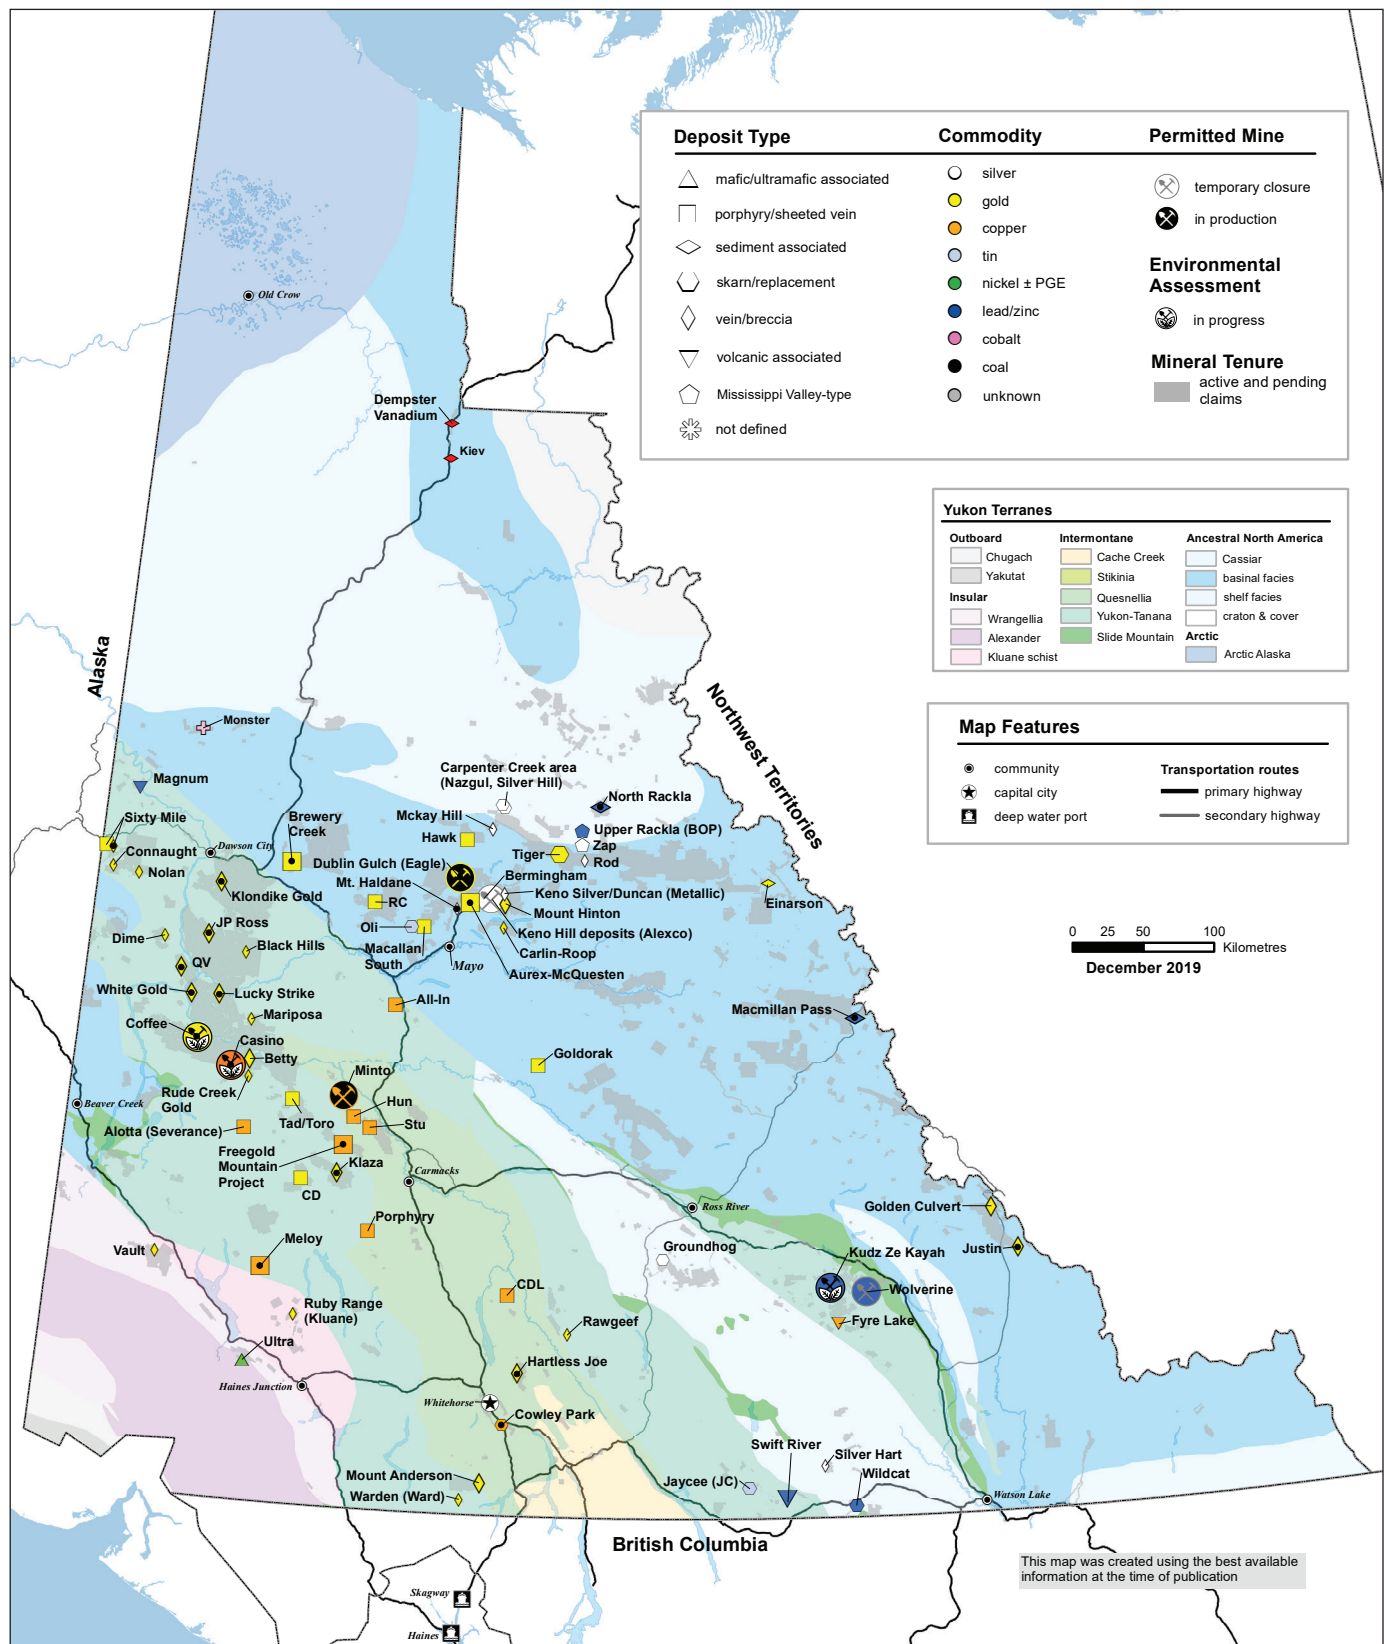 Deposit Type
mafic/ultramafic associated
porphyry/sheeted vein
sediment associated
skarn/replacement
vein/breccia
volcanic associated
Mississippi Valley-type
not defined
Commodity
silver
gold
copper
tin
nickel ± PGE
lead/zinc
cobalt
coal
unknown
Permitted Mine
temporary closure
in production
Environmental
Assessment
in progress
Mineral Tenure
active and pending
claims
Yukon Terranes
Outboard
Chugach
Yakutat
Insular
Wrangellia
Alexander
Kluane schist
Intermontane
Cache Creek
Stikinia
Quesnellia
Yukon-Tanana
Slide Mountain
Ancestral North America
Cassiar
basinal facies
shelf facies
craton & cover
Arctic
Arctic Alaska
Map Features
community
capital city
deep water port
Transportation routes
primary highway
secondary highway
0 25 50 100
Kilometres
December 2019
Old Crow
Dempster
Vanadium
Kiev
Alaska
Northwest Territories
Monster
Magnum
Carpenter Creek area
(Nazgul, Silver Hill)
North Rackla
Sixty Mile
Brewery
Creek
Mckay Hill
Hawk
Upper Rackla (BOP)
Zap
Rod
Tiger
Connaught
Dawson City
Nolan
Dublin Gulch (Eagle)
Bermingham
Klondike Gold
Mt. Haldane
Keno Silver/Duncan (Metallic)
Einarson
RC
Mount Hinton
JP Ross
Oli
Keno Hill deposits (Alexco)
Dime
Black Hills
Macallan
South
Carlin-Roop
Mayo
Aurex-McQuesten
QV
White Gold
Lucky Strike
All-In
Mariposa
Macmillan Pass
Coffee
Casino
Betty
Goldorak
Minto
Rude Creek
Gold
Beaver Creek
Hun
Tad/Toro
Stu
Alotta (Severance)
Freegold
Mountain
Project
Klaza
Carmacks
CD
Ross River
Golden Culvert
Porphyry
Meloy
Vault
Groundhog
Justin
Kudz Ze Kayah
Wolverine
CDL
Ruby Range
(Kluane)
Fyre Lake
Rawgeef
Ultra
Hartless Joe
Haines Junction
Whitehorse
Cowley Park
Swift River
Silver Hart
Mount Anderson
Jaycee (JC)
Wildcat
Warden (Ward)
Watson Lake
British Columbia
This map was created using the best available
information at the time of publication
Skagway
Haines